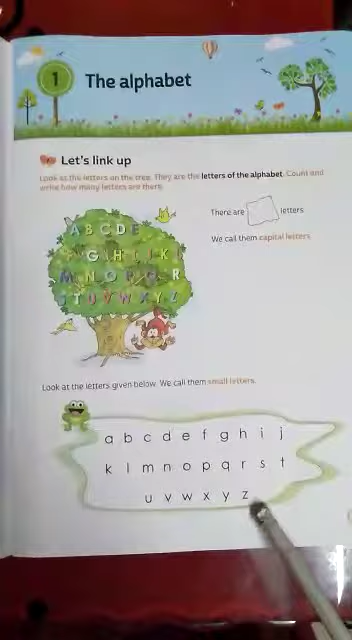 1
The alphabet
Let's link up
Look at the letters on the tree. They are the letters of the alphabet. Count and
write how many letters are there.
There are letters
We call them capital letters.
A B C D E
F G H I J K L
M N O P Q R
S T U V W X Y Z
Look at the letters given below. We call them small letters.
a b c d e f g h i j
k l m n o p q r s t
u v w x y z